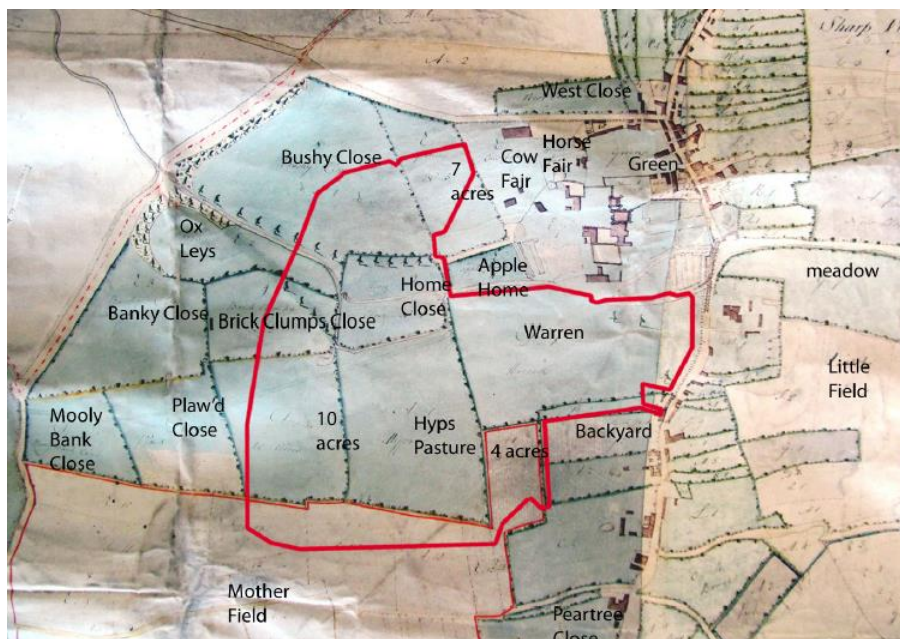 Sharp
West Close
Bushy Close
7
acres
Cow
Fair
Horse
Fair
Green
Ox
Leys
Apple
Home
Home
Close
meadow
Banky Close
Brick Clumps Close
Warren
Little
Field
Mooly
Bank
Close
Plaw'd
Close
10
acres
Hyps
Pasture
4 acres
Backyard
Mother
Field
Peartree
Close